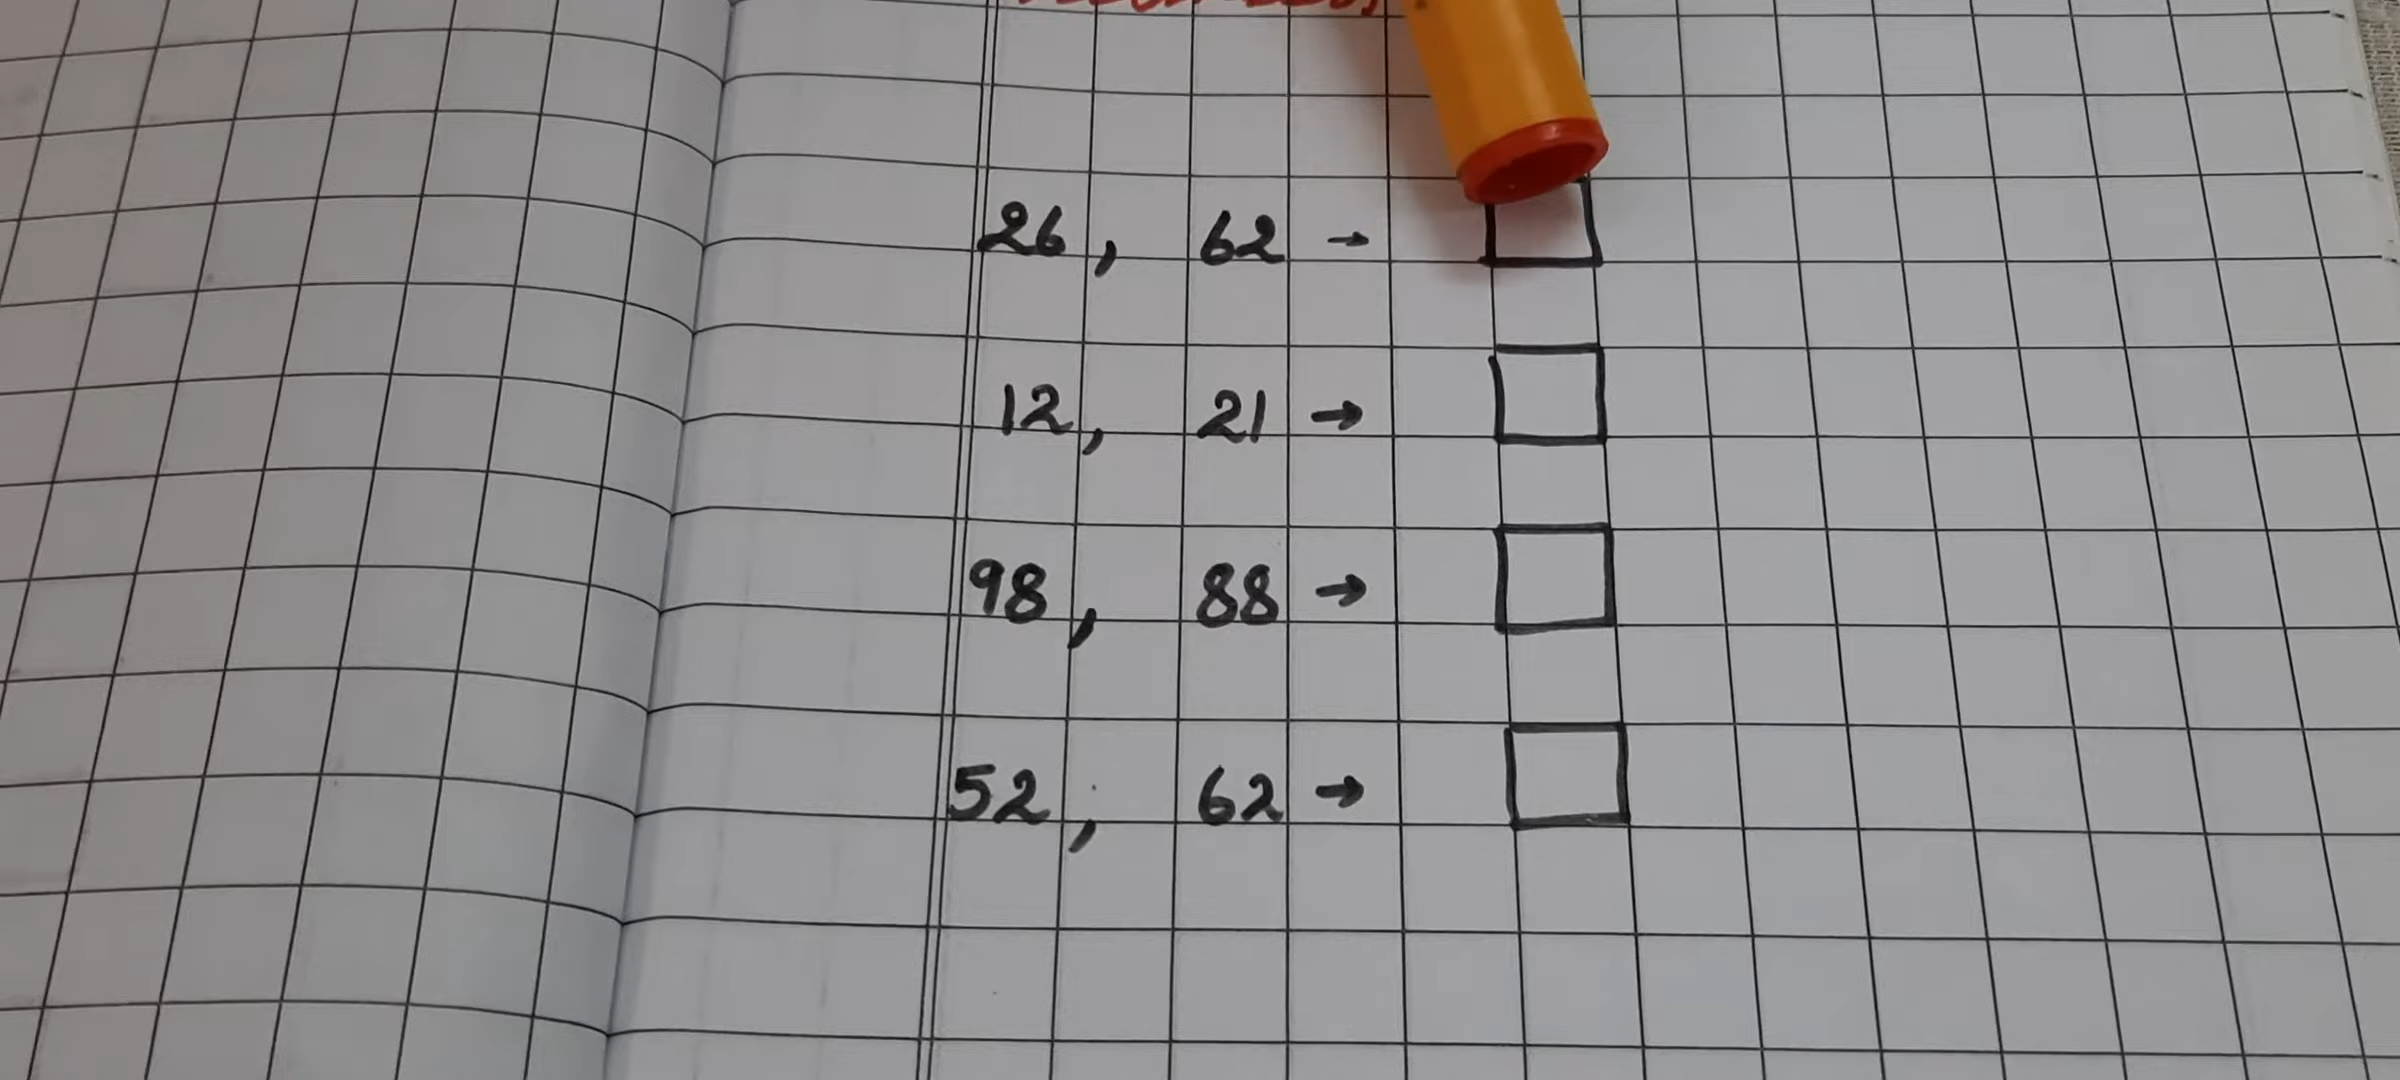 26, 62 →
12, 21 →
98, 88 →
52, 62 →